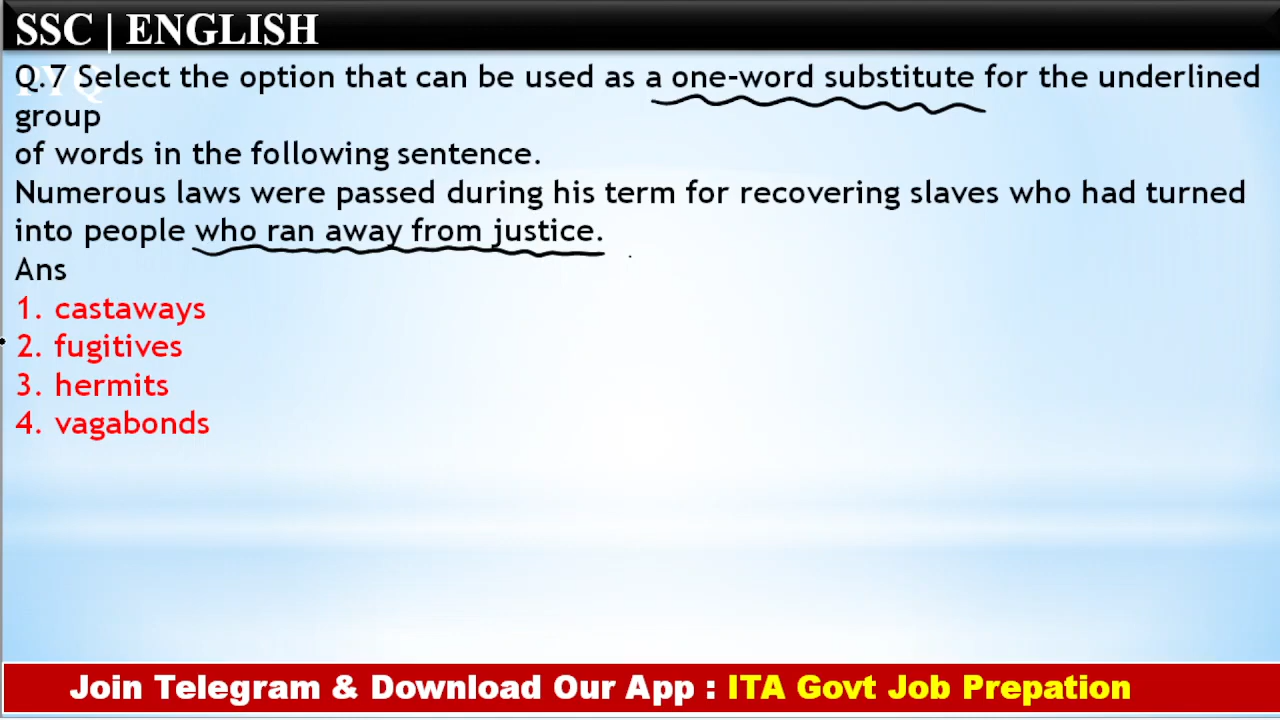 SSC | ENGLISH
PYQ
Q.7 Select the option that can be used as a one-word substitute for the underlined
group
of words in the following sentence.
Numerous laws were passed during his term for recovering slaves who had turned
into people who ran away from justice.
Ans
1. castaways
2. fugitives
3. hermits
4. vagabonds
Join Telegram & Download Our App : ITA Govt Job Prepation